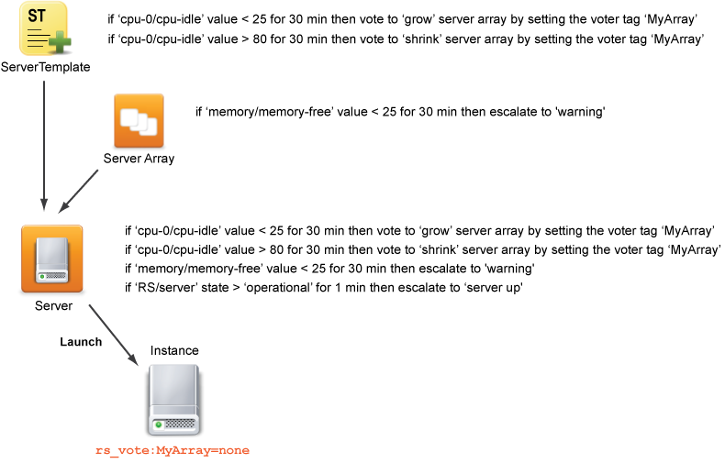 ST
if ‘cpu-0/cpu-idle’ value < 25 for 30 min then vote to ‘grow’ server array by setting the voter tag ‘MyArray’
if ‘cpu-0/cpu-idle’ value > 80 for 30 min then vote to ‘shrink’ server array by setting the voter tag ‘MyArray’
ServerTemplate
if ‘memory/memory-free’ value < 25 for 30 min then escalate to 'warning'
Server Array
if ‘cpu-0/cpu-idle’ value < 25 for 30 min then vote to ‘grow’ server array by setting the voter tag ‘MyArray’
if ‘cpu-0/cpu-idle’ value > 80 for 30 min then vote to ‘shrink’ server array by setting the voter tag ‘MyArray’
if ‘memory/memory-free’ value < 25 for 30 min then escalate to 'warning'
if ‘RS/server’ state > ‘operational’ for 1 min then escalate to ‘server up'
Server
Launch
Instance
rs_vote:MyArray=none